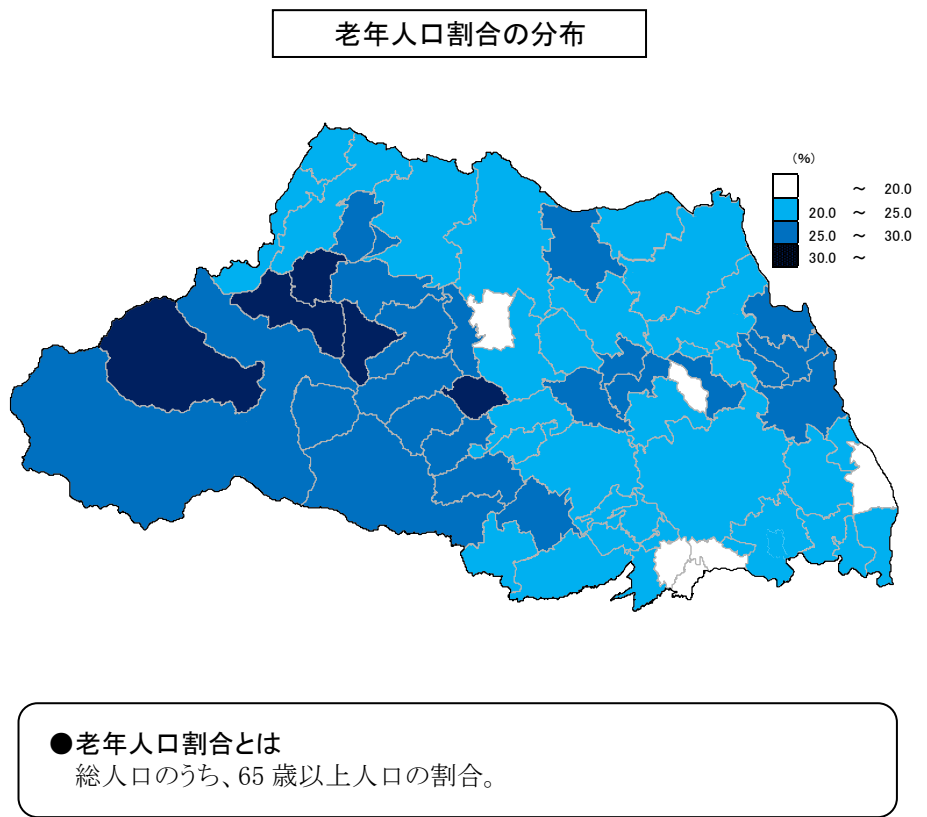 老年人口割合の分布
(%)
～ 20.0
20.0 ～ 25.0
25.0 ～ 30.0
30.0 ～
●老年人口割合とは
総人口のうち、65 歳以上人口の割合。